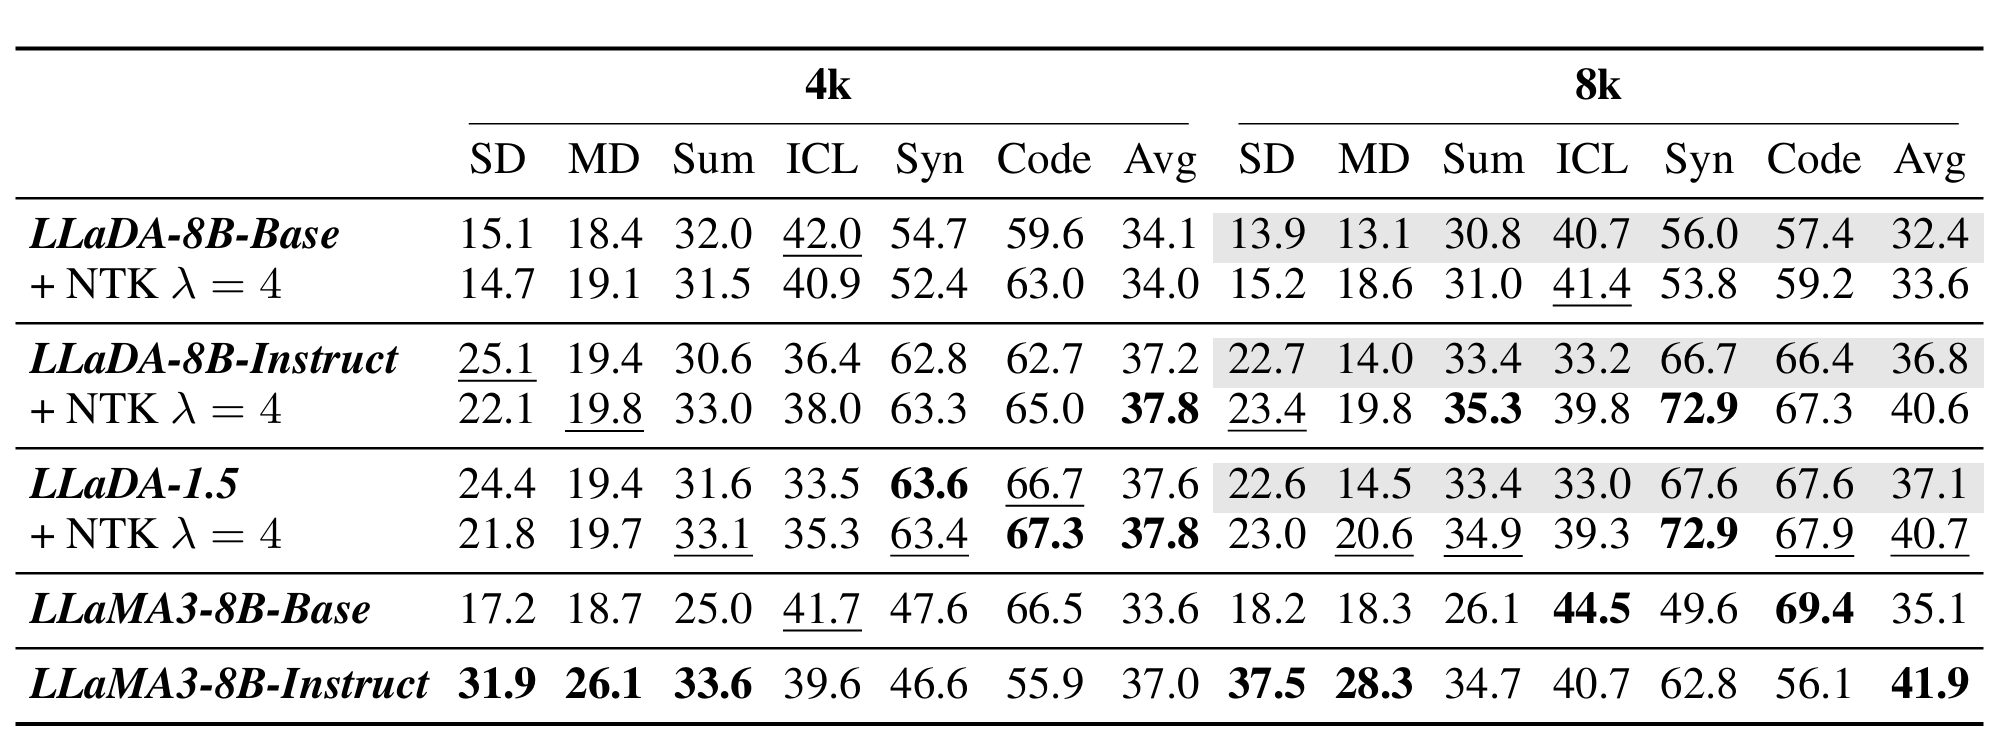 4k 8k
SD MD Sum ICL Syn Code Avg SD MD Sum ICL Syn Code Avg
LLaDA-8B-Base 15.1 18.4 32.0 42.0 54.7 59.6 34.1 13.9 13.1 30.8 40.7 56.0 57.4 32.4
+ NTK λ = 4 14.7 19.1 31.5 40.9 52.4 63.0 34.0 15.2 18.6 31.0 41.4 53.8 59.2 33.6
LLaDA-8B-Instruct 25.1 19.4 30.6 36.4 62.8 62.7 37.2 22.7 14.0 33.4 33.2 66.7 66.4 36.8
+ NTK λ = 4 22.1 19.8 33.0 38.0 63.3 65.0 37.8 23.4 19.8 35.3 39.8 72.9 67.3 40.6
LLaDA-1.5 24.4 19.4 31.6 33.5 63.6 66.7 37.6 22.6 14.5 33.4 33.0 67.6 67.6 37.1
+ NTK λ = 4 21.8 19.7 33.1 35.3 63.4 67.3 37.8 23.0 20.6 34.9 39.3 72.9 67.9 40.7
LLaMA3-8B-Base 17.2 18.7 25.0 41.7 47.6 66.5 33.6 18.2 18.3 26.1 44.5 49.6 69.4 35.1
LLaMA3-8B-Instruct 31.9 26.1 33.6 39.6 46.6 55.9 37.0 37.5 28.3 34.7 40.7 62.8 56.1 41.9